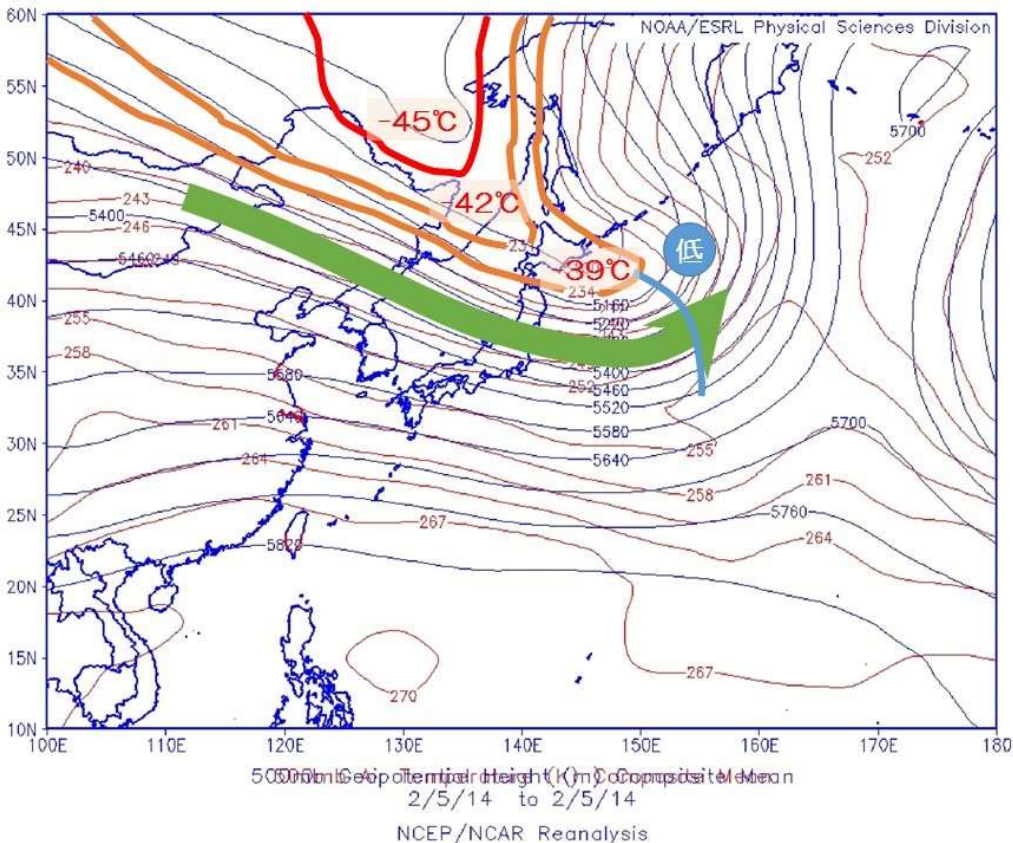 NOAA/ESRL Physical Sciences Division
60N
55N
50N
45N
40N
35N
30N
25N
20N
15N
10N
-45℃
-42℃
-39℃
低
5700
252
240
243
5400
246
5460
234
5160
5220
255
258
252
5400
5460
5520
5580
5640
5580
261
264
255
258
5700
261
5760
264
267
267
270
100E
110E
120E
130E
140E
150E
160E
170E
180
2/5/14 to 2/5/14
NCEP/NCAR Reanalysis